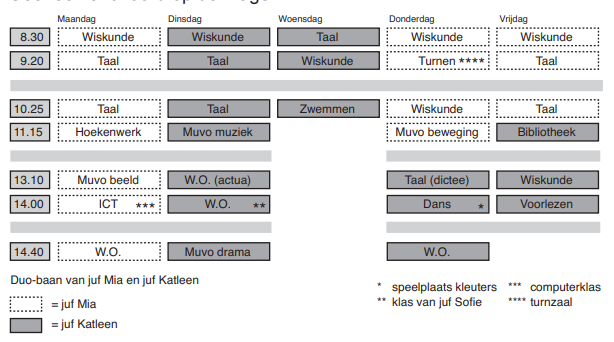 Maandag Dinsdag Woensdag Donderdag Vrijdag
8.30 Wiskunde Wiskunde Taal Wiskunde Wiskunde
9.20 Taal Taal Wiskunde Turnen **** Taal
10.25 Taal Taal Zwemmen Wiskunde Taal
11.15 Hoekenwerk Muvo muziek Muvo beweging Bibliotheek
13.10 Muvo beeld W.O. (actua) Taal (dictee) Wiskunde
14.00 ICT *** W.O. ** Dans * Voorlezen
14.40 W.O. Muvo drama W.O.
Duo-baan van juf Mia en juf Katleen
= juf Mia
= juf Katleen
* speelplaats kleuters *** computerklas
** klas van juf Sofie **** turnzaal